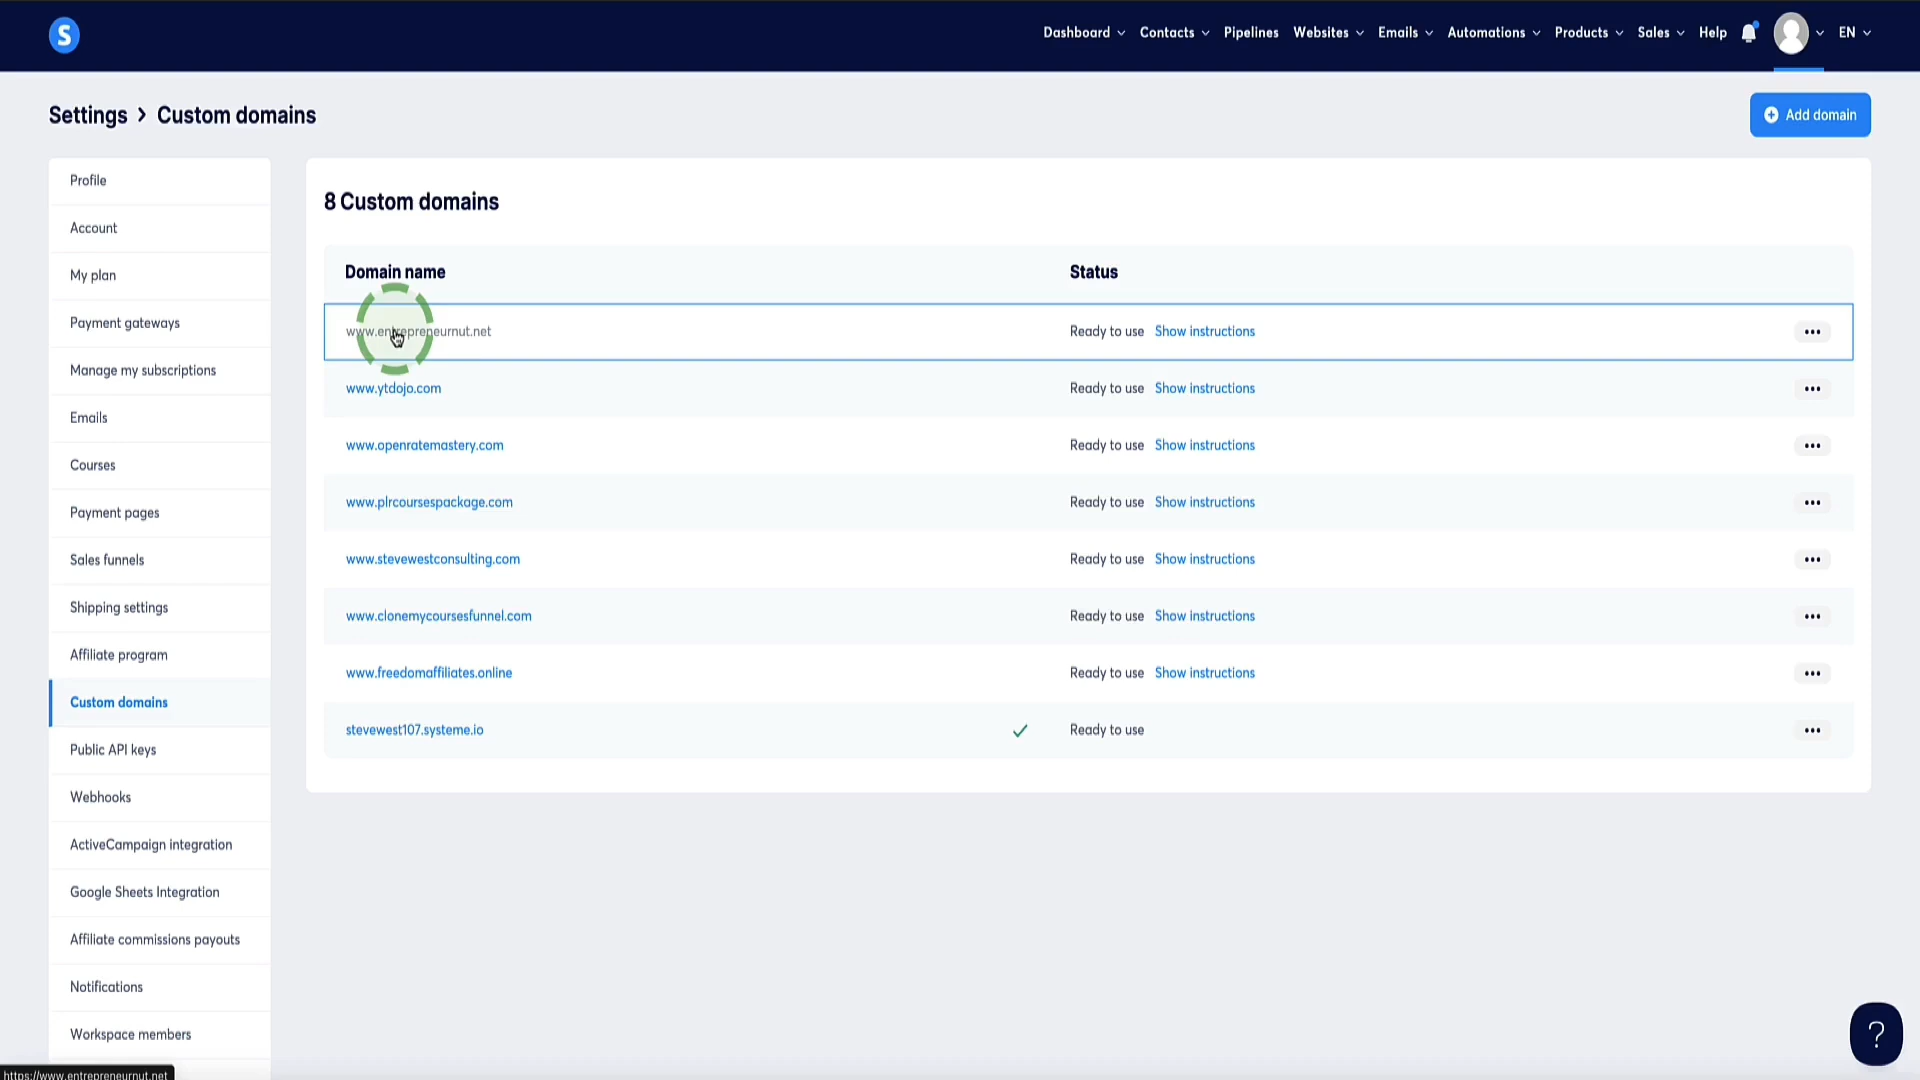 S
Dashboard Contacts Pipelines Websites Emails Automations Products Sales Help EN
Settings > Custom domains
Add domain
Profile
Account
My plan
Payment gateways
Manage my subscriptions
Emails
Courses
Payment pages
Sales funnels
Shipping settings
Affiliate program
Custom domains
Public API keys
Webhooks
ActiveCampaign integration
Google Sheets Integration
Affiliate commissions payouts
Notifications
Workspace members
8 Custom domains
Domain name Status
www.entrepreneurnut.net Ready to use Show instructions
www.ytdojo.com Ready to use Show instructions
www.openratemastery.com Ready to use Show instructions
www.plrcoursespackage.com Ready to use Show instructions
www.stevewestconsulting.com Ready to use Show instructions
www.clonemycoursesfunnel.com Ready to use Show instructions
www.freedomaffiliates.online Ready to use Show instructions
stevewest107.systeme.io Ready to use
?
https://www.entrepreneurnut.net